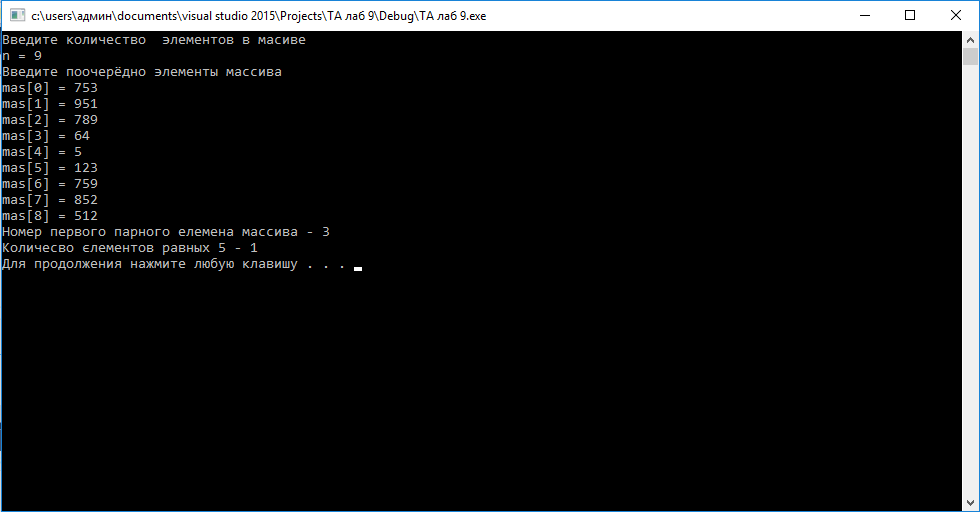 c:\users\админ\documents\visual studio 2015\Projects\ТА лаб 9\Debug\ТА лаб 9.exe
Введите количество  элементов в масиве
n = 9
Введите поочерёдно элементы массива
mas[0] = 753
mas[1] = 951
mas[2] = 789
mas[3] = 64
mas[4] = 5
mas[5] = 123
mas[6] = 759
mas[7] = 852
mas[8] = 512
Номер первого парного елемена массива - 3
Количесво єлементов равных 5 - 1
Для продолжения нажмите любую клавишу . . .